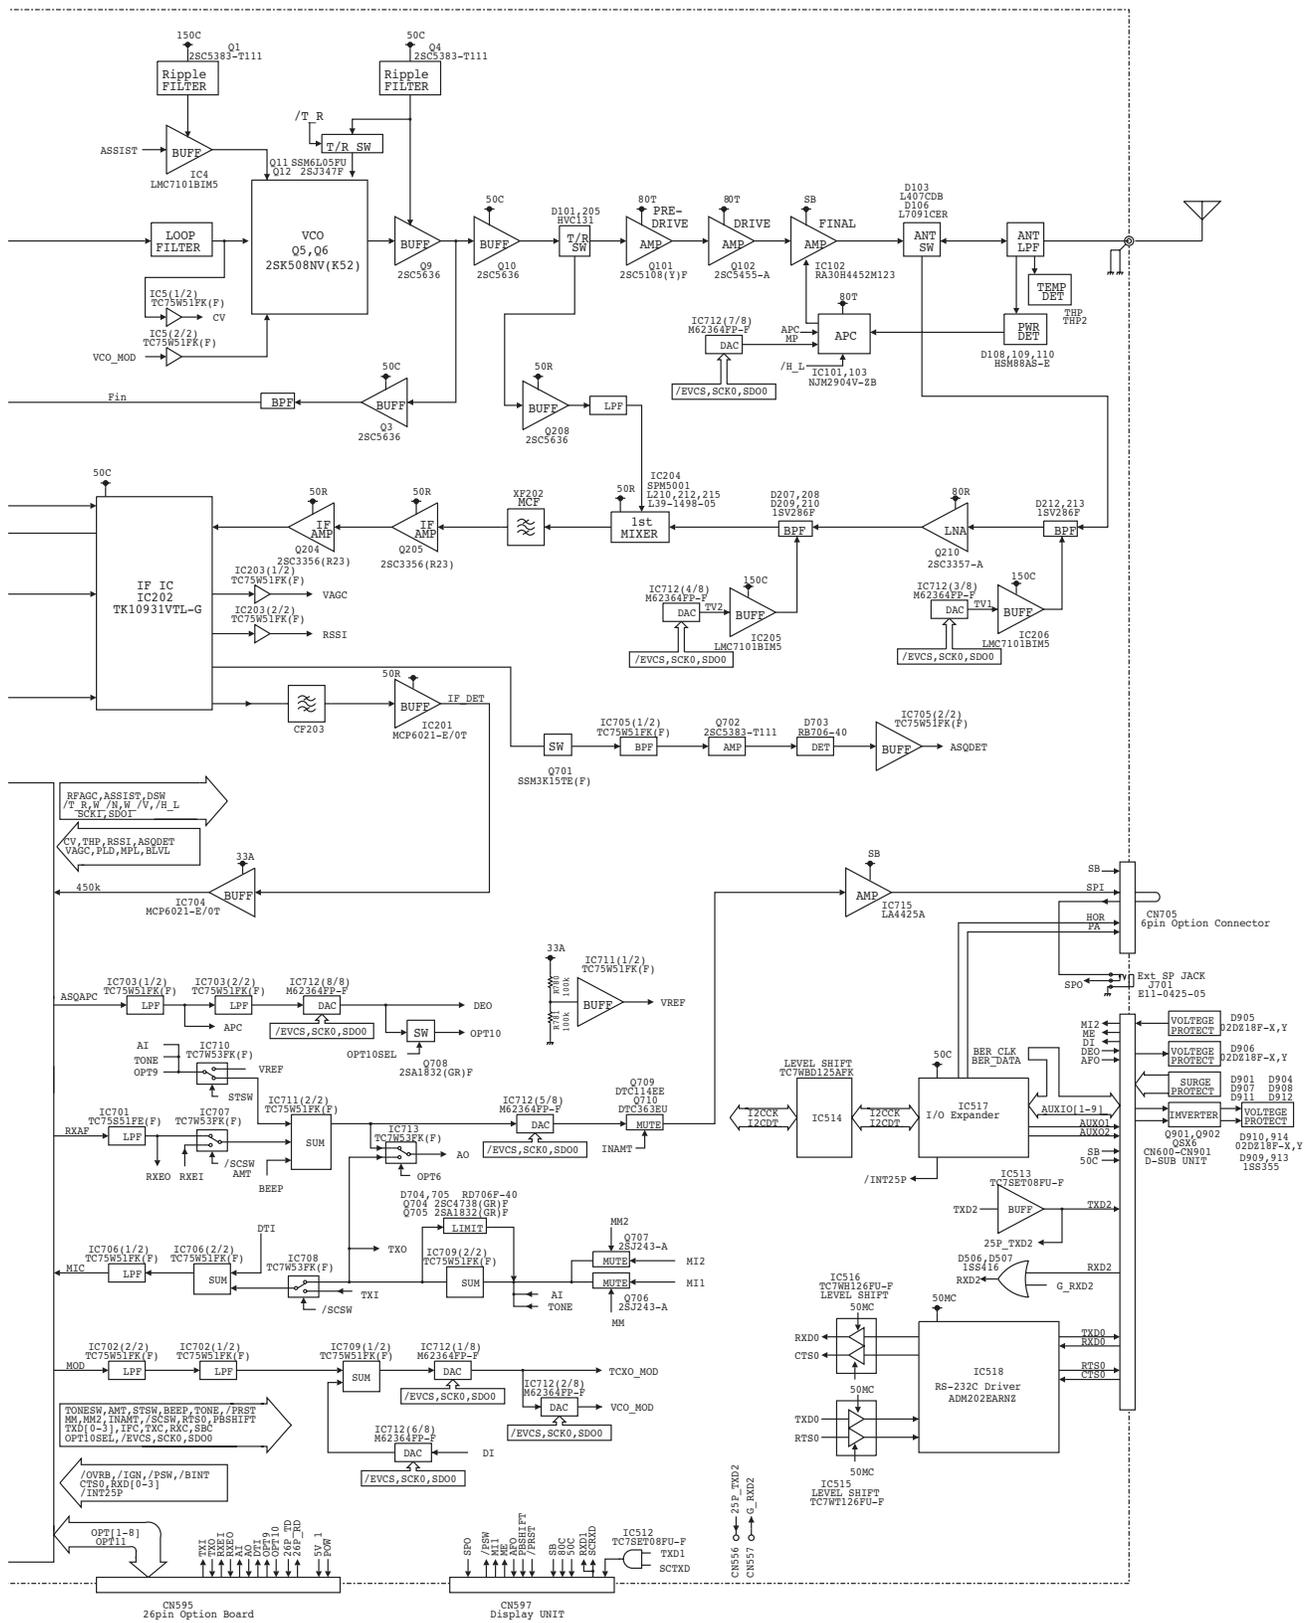 150C
Q1
2SC5383-T111
Ripple
FILTER
50C
Q4
2SC5383-T111
Ripple
FILTER
/T_R
T/R SW
ASSIST
BUFF
IC4
LMC7101BIM5
Q11 SSM6L05FU
Q12 2SJ347F
LOOP
FILTER
VCO
Q5,Q6
2SK508NV(K52)
BUFF
Q9
2SC5636
50C
BUFF
Q10
2SC5636
D101,205
HVC131
T/R
SW
80T
PRE-
DRIVE
AMP
Q101
2SC5108(Y)F
80T
DRIVE
AMP
Q102
2SC5455-A
SB
FINAL
AMP
IC102
RA30H4452M123
D103
L407CDB
D106
L7091CER
ANT
SW
ANT
LPF
TEMP
DET
THP
THP2
PWR
DET
D108,109,110
HSM88AS-E
IC5(1/2)
TC75W51FK(F)
CV
IC5(2/2)
TC75W51FK(F)
VCO_MOD
IC712(7/8)
M62364FP-F
DAC
/EVCS,SCK0,SDO0
APC
MP
80T
APC
/H_L
IC101,103
NJM2904V-ZB
Fin
BPF
50C
BUFF
Q3
2SC5636
50R
BUFF
Q208
2SC5636
LPF
50C
IF IC
IC202
TK10931VTL-G
50R
IF
AMP
Q204
2SC3356(R23)
50R
IF
AMP
Q205
2SC3356(R23)
XF202
MCF
50R
IC204
SPM5001
L210,212,215
L39-1498-05
1st
MIXER
D207,208
D209,210
1SV286F
BPF
80R
LNA
Q210
2SC3357-A
D212,213
1SV286F
BPF
IC203(1/2)
TC75W51FK(F)
VAGC
IC203(2/2)
TC75W51FK(F)
RSSI
IC712(4/8)
M62364FP-F
DAC
TV2
150C
BUFF
IC205
LMC7101BIM5
/EVCS,SCK0,SDO0
IC712(3/8)
M62364FP-F
DAC
TV1
150C
BUFF
IC206
LMC7101BIM5
/EVCS,SCK0,SDO0
CF203
50R
BUFF
IC201
MCP6021-E/0T
IF_DET
SW
Q701
SSM3K15TE(F)
IC705(1/2)
TC75W51FK(F)
BPF
Q702
2SC5383-T111
AMP
D703
RB706-40
DET
IC705(2/2)
TC75W51FK(F)
BUFF
ASQDET
RFAGC,ASSIST,DSW
/T_R,W_/N,W_/V,/H_L
SCKI,SDOI
CV,THP,RSSI,ASQDET
VAGC,PLD,MPL,BLVL
450k
33A
BUFF
IC704
MCP6021-E/0T
SB
AMP
IC715
LA4425A
SB
SPI
HOR
PA
CN705
6pin Option Connector
Ext_SP JACK
J701
E11-0425-05
SPO
ASQAPC
IC703(1/2)
TC75W51FK(F)
LPF
APC
IC703(2/2)
TC75W51FK(F)
LPF
IC712(8/8)
M62364FP-F
DAC
/EVCS,SCK0,SDO0
DEO
SW
OPT10
OPT10SEL
Q708
2SA1832(GR)F
33A
R780
100k
R781
100k
IC711(1/2)
TC75W51FK(F)
BUFF
VREF
MI2
ME
DI
DEO
AFO
VOLTEGE
PROTECT
D905
02DZ18F-X,Y
VOLTEGE
PROTECT
D906
02DZ18F-X,Y
SURGE
PROTECT
D901 D904
D907 D908
D911 D912
IMVERTER
VOLTEGE
PROTECT
Q901,Q902
QSX6
CN600-CN901
D-SUB UNIT
D910,914
02DZ18F-X,Y
D909,913
1SS355
AI
TONE
OPT9
IC710
TC7W53FK(F)
VREF
STSW
IC701
TC75S51FE(F)
RXAF
LPF
RXEO
RXEI
IC707
TC7W53FK(F)
/SCSW
AMT
BEEP
IC711(2/2)
TC75W51FK(F)
SUM
IC713
TC7W53FK(F)
AO
OPT6
IC712(5/8)
M62364FP-F
DAC
/EVCS,SCK0,SDO0
Q709
DTC114EE
Q710
DTC363EU
MUTE
INAMT
LEVEL SHIFT
TC7WBD125AFK
I2CCK
I2CDT
IC514
I2CCK
I2CDT
50C
IC517
I/O Expander
/INT25P
BER_CLK
BER_DATA
AUXIO[1-9]
AUXO1
AUXO2
SB
50C
IC513
TC7SET08FU-F
TXD2
BUFF
TXD2
25P_TXD2
D506,D507
1SS416
RXD2
RXD2
G_RXD2
DTI
MIC
IC706(1/2)
TC75W51FK(F)
LPF
IC706(2/2)
TC75W51FK(F)
SUM
IC708
TC7W53FK(F)
TXI
/SCSW
TXO
D704,705 RD706F-40
Q704 2SC4738(GR)F
Q705 2SA1832(GR)F
LIMIT
IC709(2/2)
TC75W51FK(F)
SUM
AI
TONE
MM2
Q707
2SJ243-A
MUTE
MI2
MUTE
MI1
Q706
2SJ243-A
MM
IC516
TC7WH126FU-F
LEVEL SHIFT
50MC
RXD0
CTS0
50MC
TXD0
RTS0
50MC
IC515
LEVEL SHIFT
TC7WT126FU-F
50MC
IC518
RS-232C Driver
ADM202EARNZ
TXD0
RXD0
RTS0
CTS0
MOD
IC702(2/2)
TC75W51FK(F)
LPF
IC702(1/2)
TC75W51FK(F)
LPF
IC709(1/2)
TC75W51FK(F)
SUM
IC712(1/8)
M62364FP-F
DAC
/EVCS,SCK0,SDO0
TCXO_MOD
IC712(2/8)
M62364FP-F
DAC
VCO_MOD
/EVCS,SCK0,SDO0
IC712(6/8)
M62364FP-F
DAC
DI
/EVCS,SCK0,SDO0
TONESW,AMT,STSW,BEEP,TONE,/PRST
MM,MM2,INAMT,/SCSW,RTS0,PBSHIFT
TXD[0-3],IFC,TXC,RXC,SBC
OPT10SEL,/EVCS,SCK0,SDO0
/OVRB,/IGN,/PSW,/BINT
CTS0,RXD[0-3]
/INT25P
OPT[1-8]
OPT11
TXI
TXO
RXEI
RXEO
AI
AO
DTI
OPT9
OPT10
26P_TD
26P_RD
5V
POW_1
CN595
26pin Option Board
SPO
/PSW
MI1
ME
AFO
PBSHIFT
/PRST
SB
80C
50C
RXD1
SCRXD
IC512
TC7SET08FU-F
TXD1
SCTXD
CN597
Display UNIT
CN556
25P_TXD2
CN557
G_RXD2